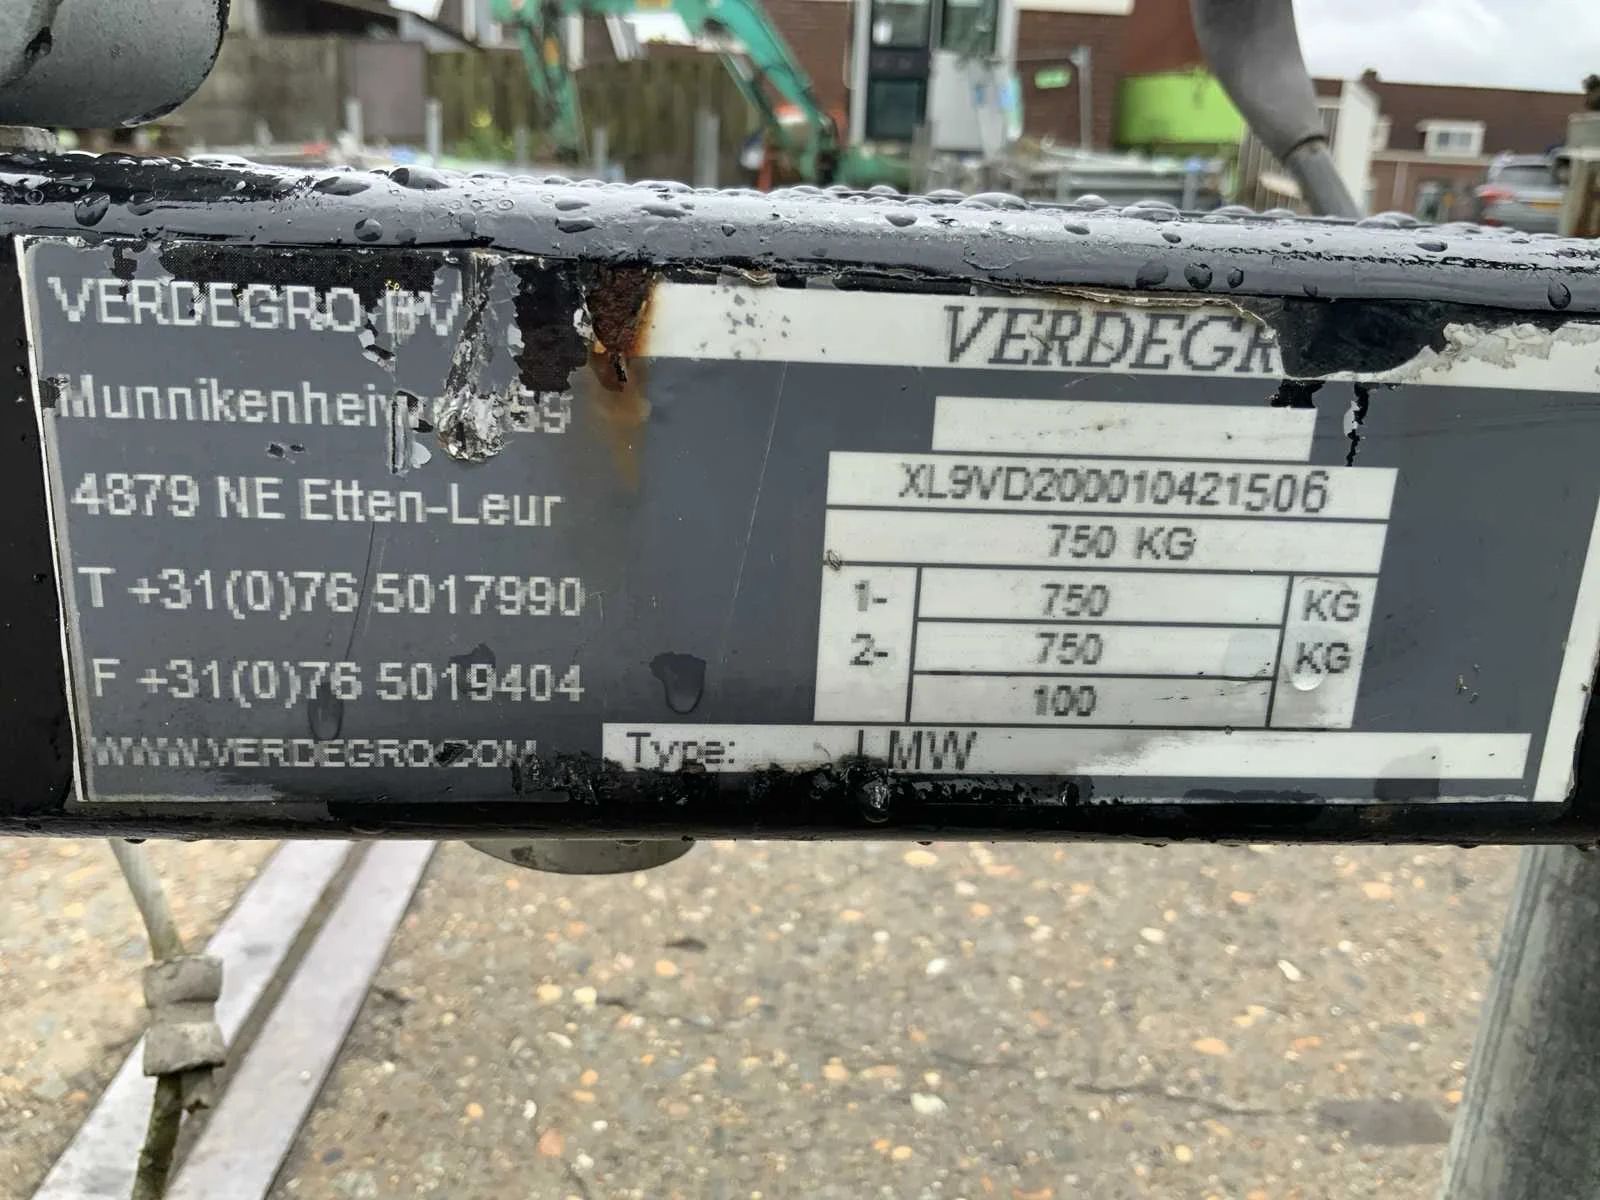 VERDEGRO BV
59
4879 NE Etten-Leur
T +31(0)76 5017990
F +31(0)76 5019404
WWW.VERDEGRO.COM
VERDEGR
XL9VD200010421506
750 KG
1- 750 KG
2- 750 KG
100
Type: LMW